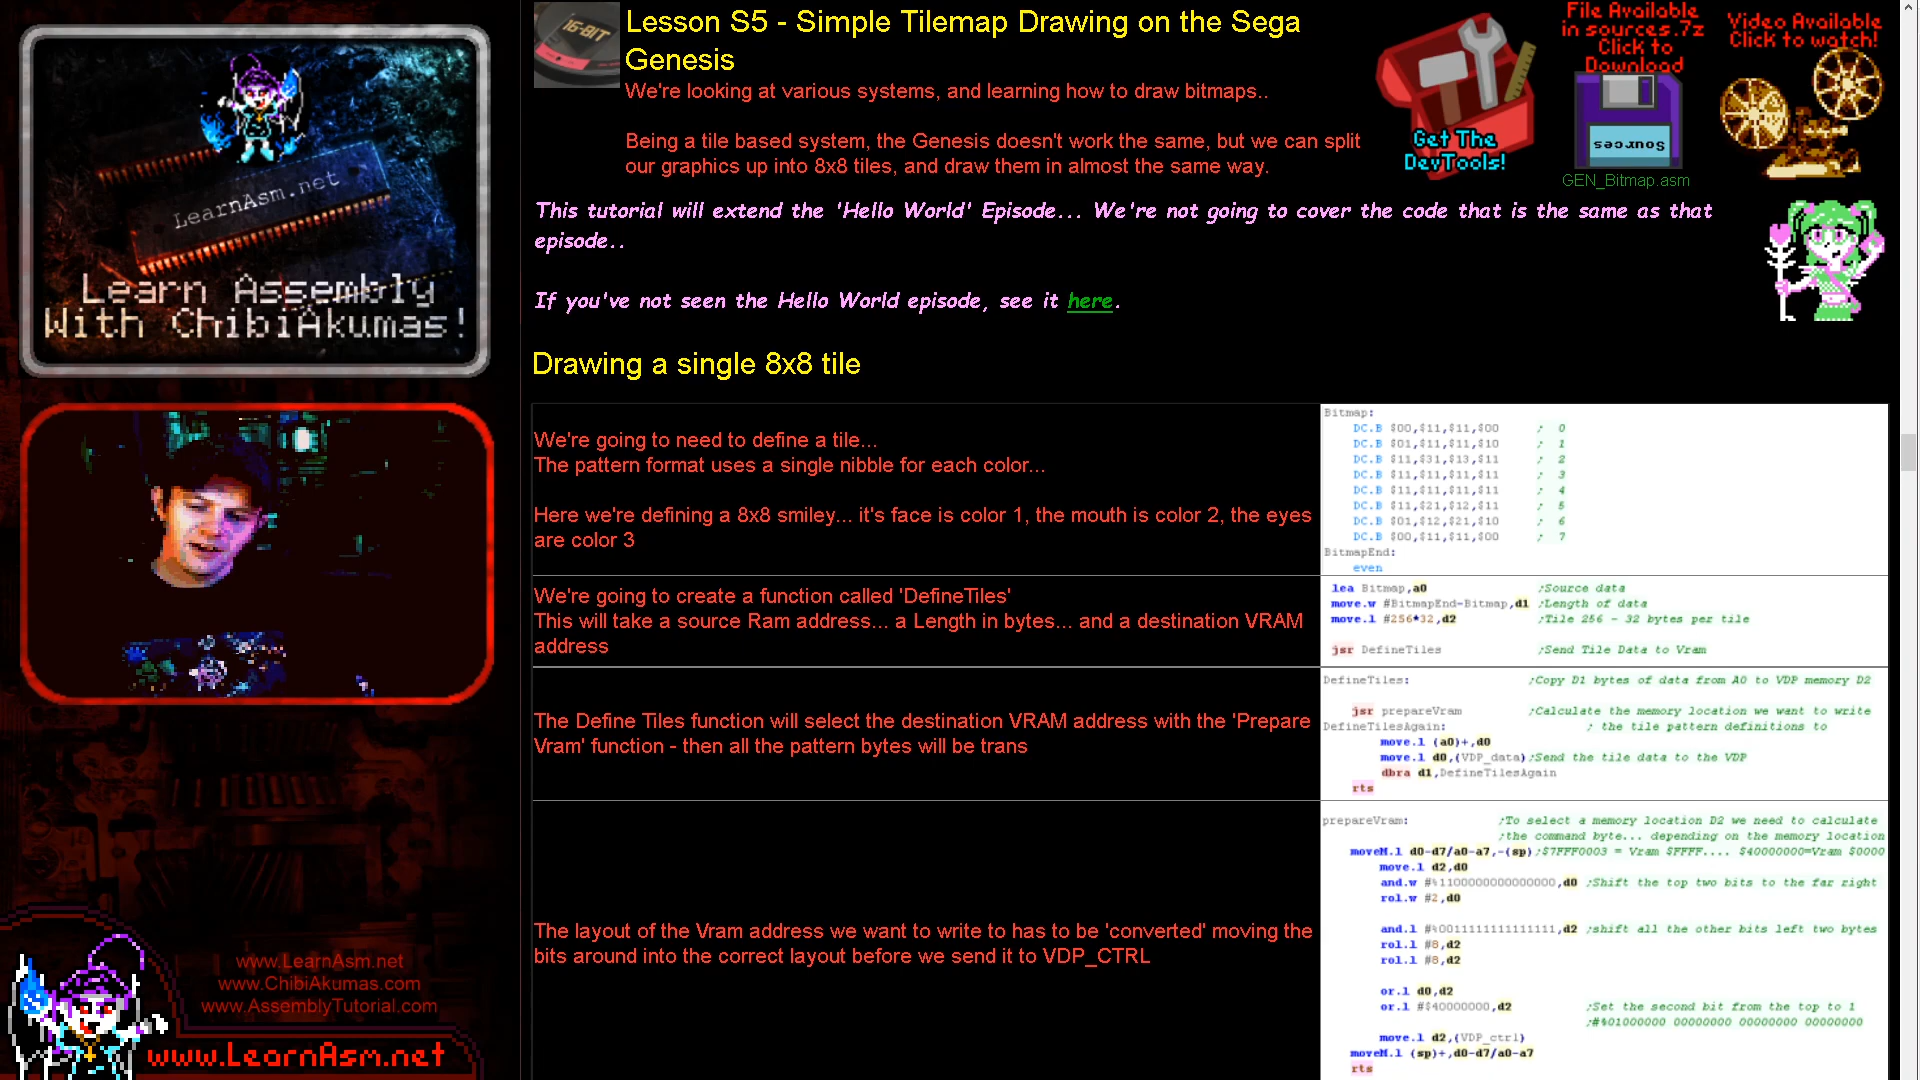 LearnAsm.net
Learn Assembly
With ChibiAkumas!
www.LearnAsm.net
www.ChibiAkumas.com
www.AssemblyTutorial.com
www.LearnAsm.net
16-BIT
Lesson S5 - Simple Tilemap Drawing on the Sega
Genesis
We're looking at various systems, and learning how to draw bitmaps..
Being a tile based system, the Genesis doesn't work the same, but we can split
our graphics up into 8x8 tiles, and draw them in almost the same way.
Get The
DevTools!
File Available
in sources.7z
Click to
Download
Sources
GEN_Bitmap.asm
Video Available
Click to watch!
This tutorial will extend the 'Hello World' Episode... We're not going to cover the code that is the same as that
episode..
If you've not seen the Hello World episode, see it here.
Drawing a single 8x8 tile
We're going to need to define a tile...
The pattern format uses a single nibble for each color...
Here we're defining a 8x8 smiley... it's face is color 1, the mouth is color 2, the eyes
are color 3
Bitmap:
DC.B $00,$11,$11,$00 ; 0
DC.B $01,$11,$11,$10 ; 1
DC.B $11,$31,$13,$11 ; 2
DC.B $11,$11,$11,$11 ; 3
DC.B $11,$11,$11,$11 ; 4
DC.B $11,$21,$12,$11 ; 5
DC.B $01,$12,$21,$10 ; 6
DC.B $00,$11,$11,$00 ; 7
BitmapEnd:
even
We're going to create a function called 'DefineTiles'
This will take a source Ram address... a Length in bytes... and a destination VRAM
address
lea Bitmap,a0 ;Source data
move.w #BitmapEnd-Bitmap,d1 ;Length of data
move.l #256*32,d2 ;Tile 256 - 32 bytes per tile
jsr DefineTiles ;Send Tile Data to Vram
The Define Tiles function will select the destination VRAM address with the 'Prepare
Vram' function - then all the pattern bytes will be trans
DefineTiles: ;Copy D1 bytes of data from A0 to VDP memory D2
jsr prepareVram ;Calculate the memory location we want to write
DefineTilesAgain: ; the tile pattern definitions to
move.l (a0)+,d0
move.l d0,(VDP_data);Send the tile data to the VDP
dbra d1,DefineTilesAgain
rts
The layout of the Vram address we want to write to has to be 'converted' moving the
bits around into the correct layout before we send it to VDP_CTRL
prepareVram: ;To select a memory location D2 we need to calculate
;the command byte... depending on the memory location
moveM.l d0-d7/a0-a7,-(sp);$7FFF0003 = Vram $FFFF.... $40000000=Vram $0000
move.l d2,d0
and.w #%1100000000000000,d0 ;Shift the top two bits to the far right
rol.w #2,d0
and.l #%0011111111111111,d2 ;shift all the other bits left two bytes
rol.l #8,d2
rol.l #8,d2
or.l d0,d2
or.l #$40000000,d2 ;Set the second bit from the top to 1
;#%01000000 00000000 00000000 00000000
move.l d2,(VDP_ctrl)
moveM.l (sp)+,d0-d7/a0-a7
rts